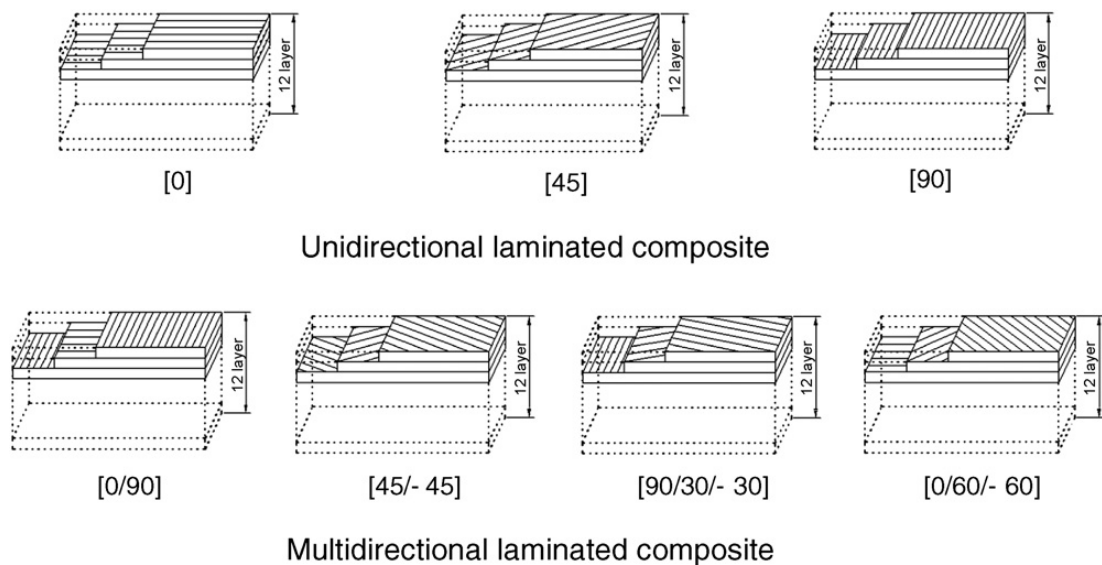 12 layer
12 layer
12 layer
[0]
[45]
[90]
Unidirectional laminated composite
12 layer
12 layer
12 layer
12 layer
[0/90]
[45/- 45]
[90/30/- 30]
[0/60/- 60]
Multidirectional laminated composite